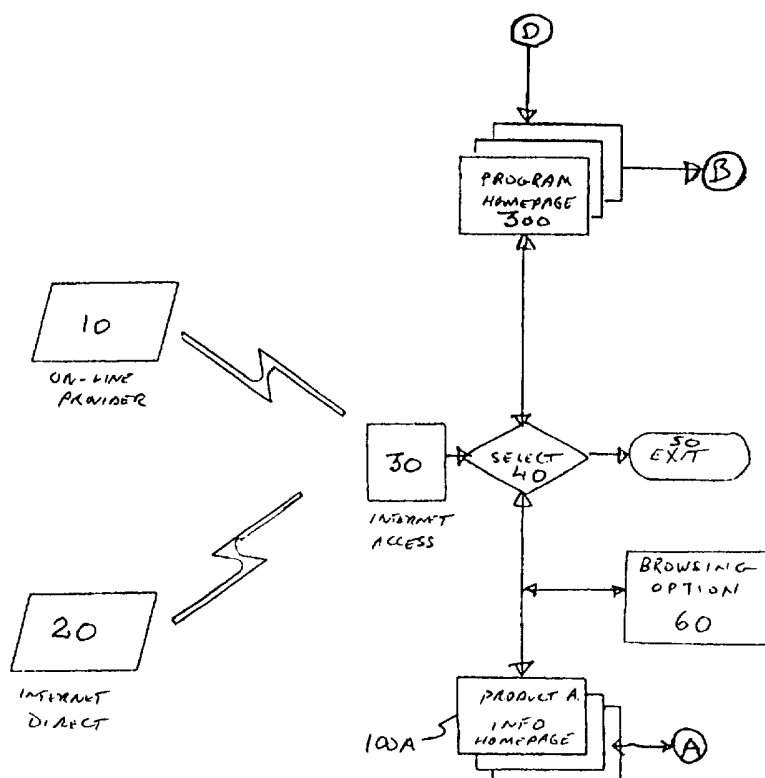 D
PROGRAM
HOMEPAGE
300
B
10
ON-LINE
PROVIDER
30
INTERNET
ACCESS
SELECT
40
50
EXIT
BROWSING
OPTION
60
20
INTERNET
DIRECT
PRODUCT A
INFO
HOMEPAGE
100A
A